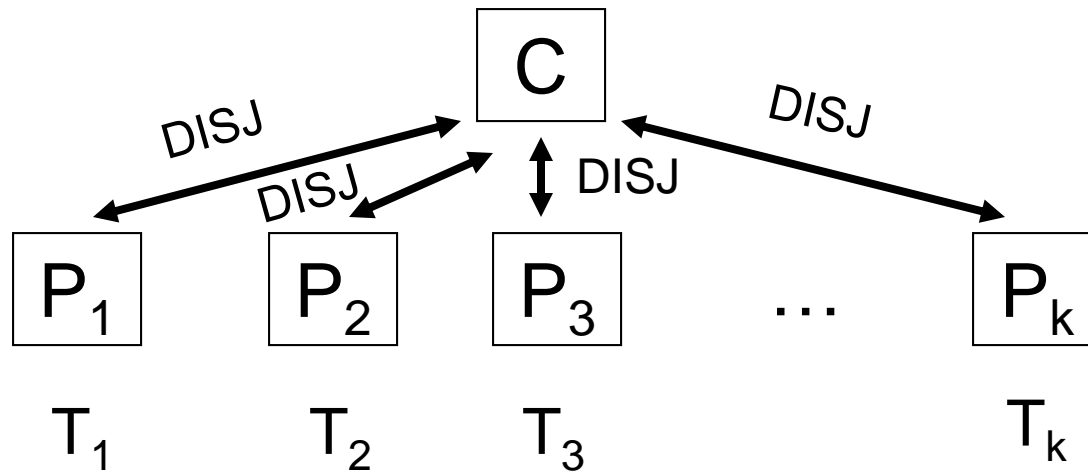 C
DISJ
DISJ
DISJ
DISJ
P₁ P₂ P₃ … Pₖ
T₁ T₂ T₃ Tₖ